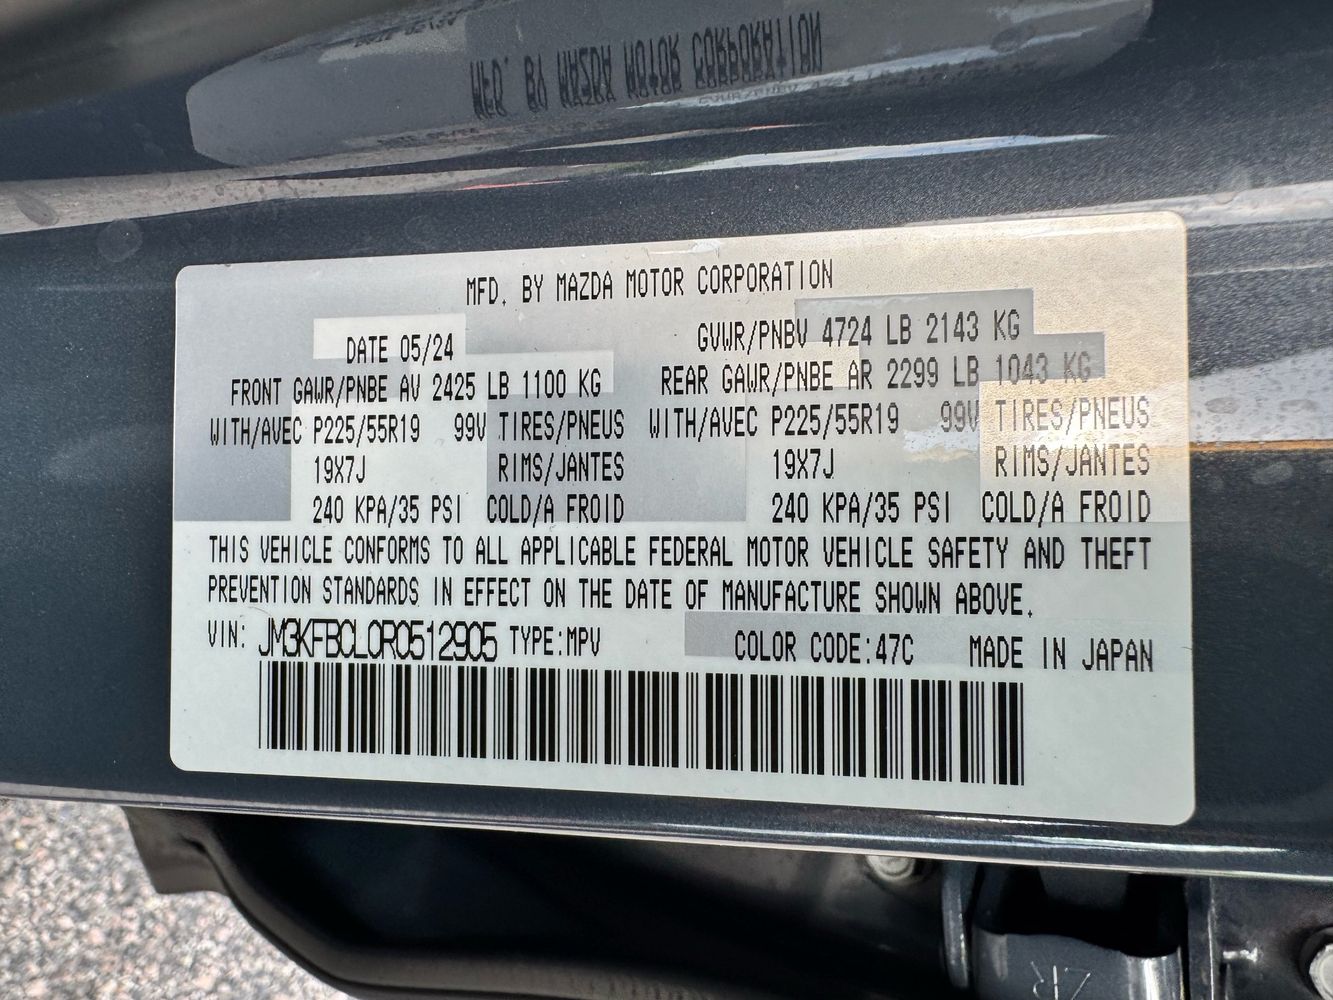 MFD. BY MAZDA MOTOR CORPORATION
DATE 05/24 GVWR/PNBV 4724 LB 2143 KG
FRONT GAWR/PNBE AV 2425 LB 1100 KG REAR GAWR/PNBE AR 2299 LB 1043 KG
WITH/AVEC P225/55R19 99V TIRES/PNEUS WITH/AVEC P225/55R19 99V TIRES/PNEUS
19X7J RIMS/JANTES 19X7J RIMS/JANTES
240 KPA/35 PSI COLD/A FROID 240 KPA/35 PSI COLD/A FROID
THIS VEHICLE CONFORMS TO ALL APPLICABLE FEDERAL MOTOR VEHICLE SAFETY AND THEFT
PREVENTION STANDARDS IN EFFECT ON THE DATE OF MANUFACTURE SHOWN ABOVE.
VIN: JM3KFBCL0R0512905 TYPE:MPV COLOR CODE:47C MADE IN JAPAN